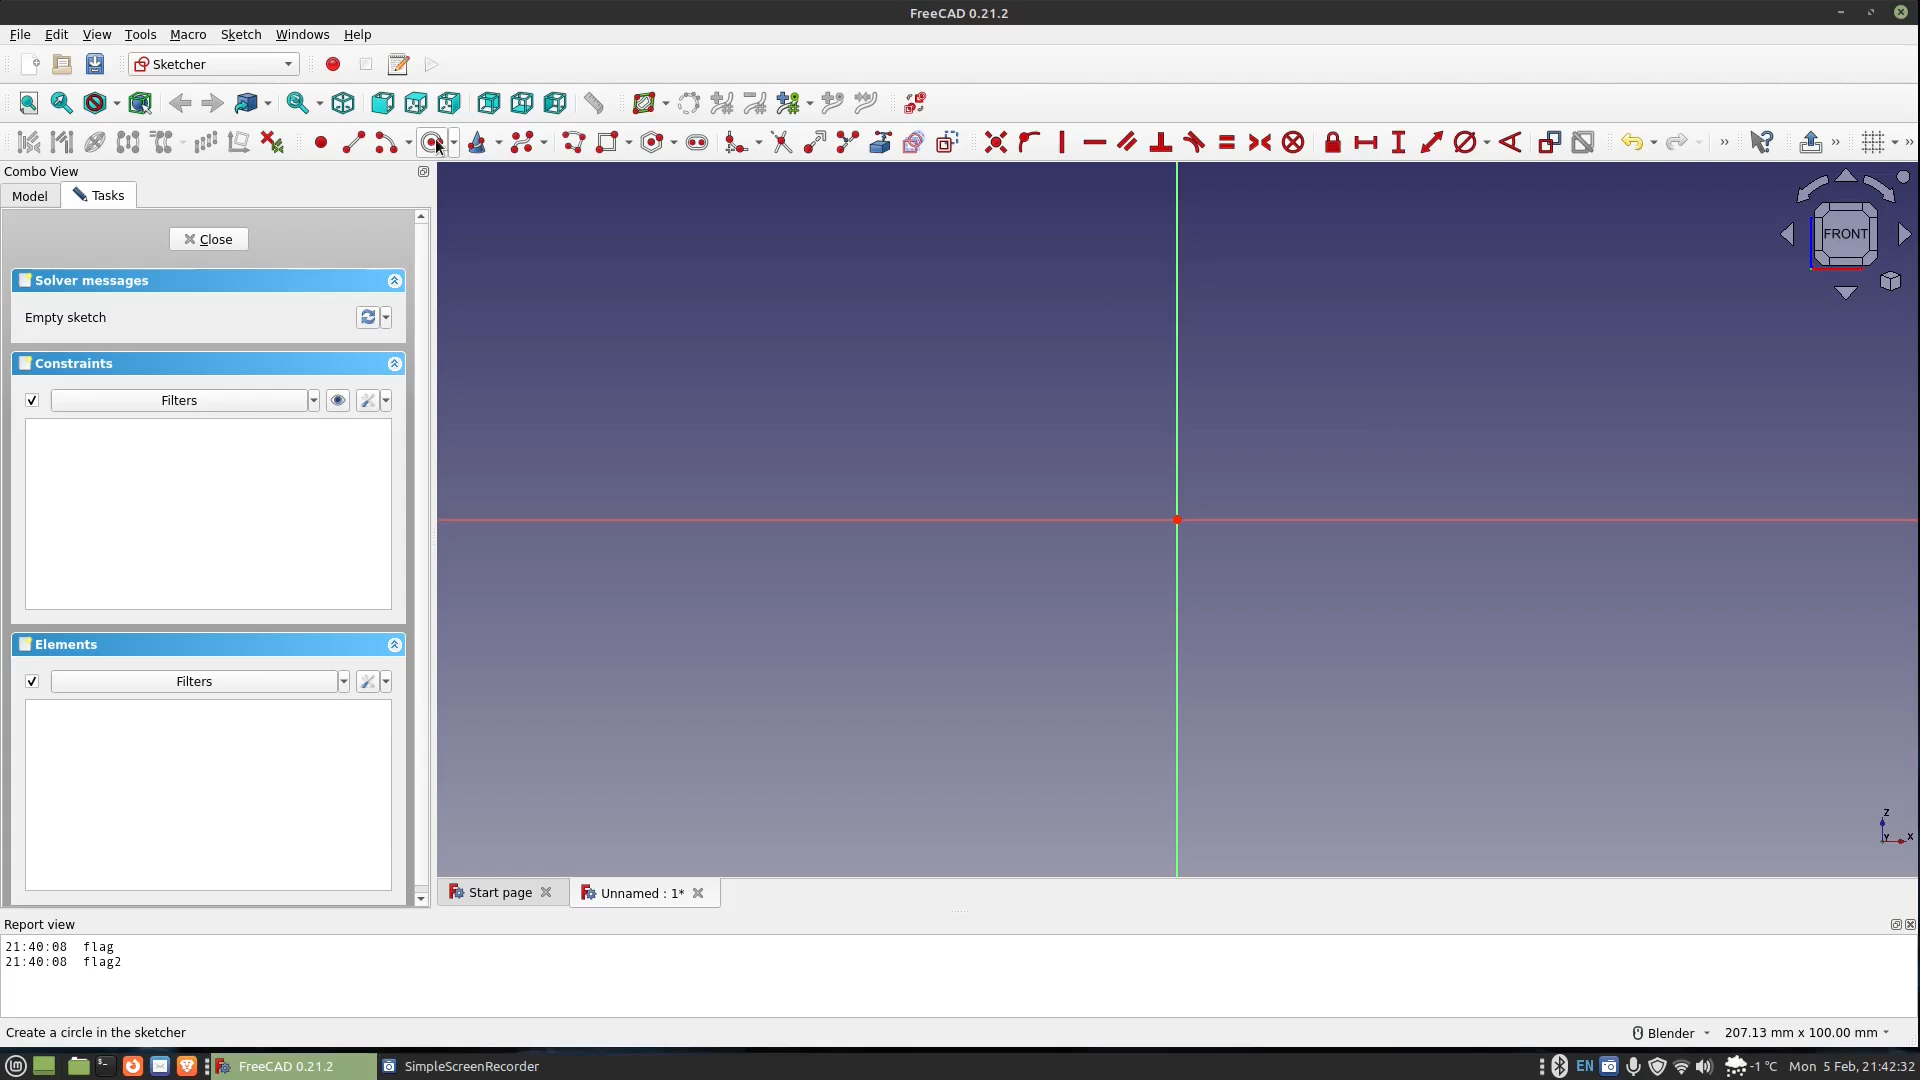 FreeCAD 0.21.2
File Edit View Tools Macro Sketch Windows Help
Sketcher
Combo View
Model Tasks
Close
Solver messages
Empty sketch
Constraints
Filters
Elements
Filters
FRONT
Z
Y X
Start page Unnamed : 1*
Report view
21:40:08 flag
21:40:08 flag2
Create a circle in the sketcher
Blender 207.13 mm x 100.00 mm
FreeCAD 0.21.2 SimpleScreenRecorder EN -1 °C Mon 5 Feb, 21:42:32